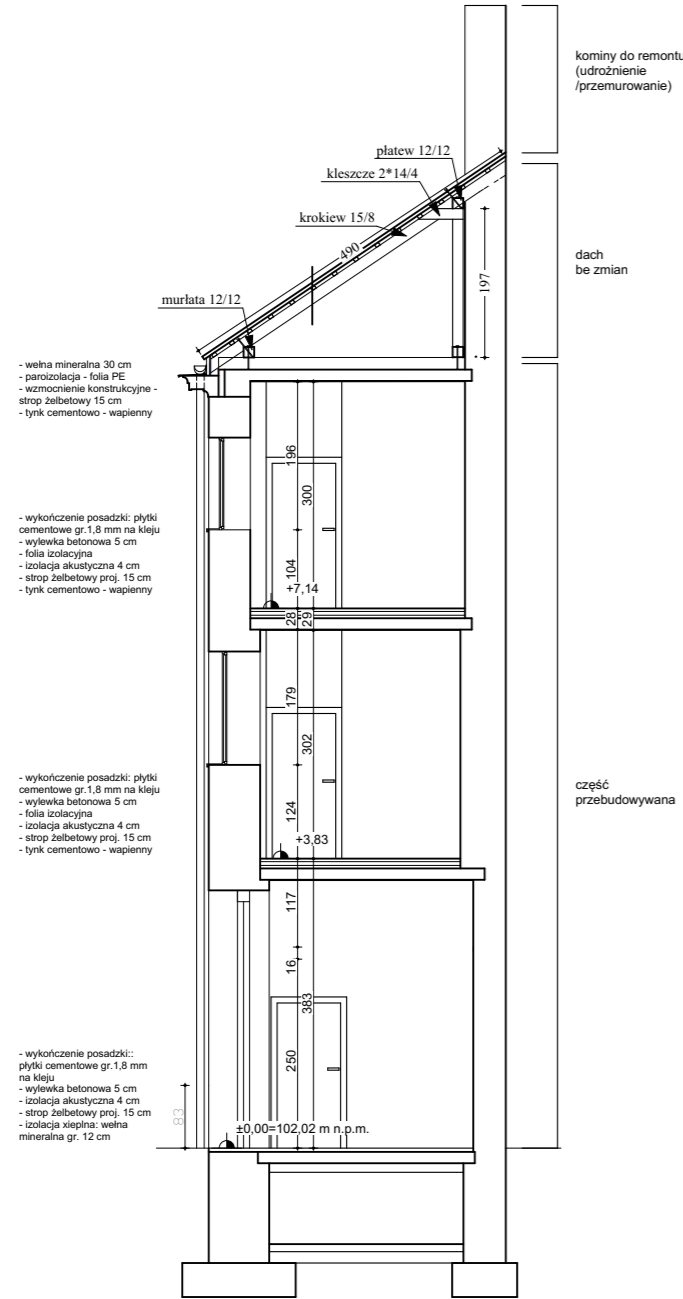 kominy do remontu
(udrożnienie
/przemurowanie)
płatew 12/12
kleszcze 2*14/4
krokiew 15/8
490
197
dach
be zmian
murłata 12/12
- wełna mineralna 30 cm
- paroizolacja - folia PE
- wzmocnienie konstrukcyjne -
strop żelbetowy 15 cm
- tynk cementowo - wapienny
196
300
- wykończenie posadzki: płytki
cementowe gr.1,8 mm na kleju
- wylewka betonowa 5 cm
- folia izolacyjna
- izolacja akustyczna 4 cm
- strop żelbetowy proj. 15 cm
- tynk cementowo - wapienny
104
+7,14
28
29
179
302
- wykończenie posadzki: płytki
cementowe gr.1,8 mm na kleju
- wylewka betonowa 5 cm
- folia izolacyjna
- izolacja akustyczna 4 cm
- strop żelbetowy proj. 15 cm
- tynk cementowo - wapienny
część
przebudowywana
124
+3,83
117
16
383
250
- wykończenie posadzki::
płytki cementowe gr.1,8 mm
na kleju
- wylewka betonowa 5 cm
- izolacja akustyczna 4 cm
- strop żelbetowy proj. 15 cm
- izolacja xieplna: wełna
mineralna gr. 12 cm
83
±0,00=102,02 m n.p.m.